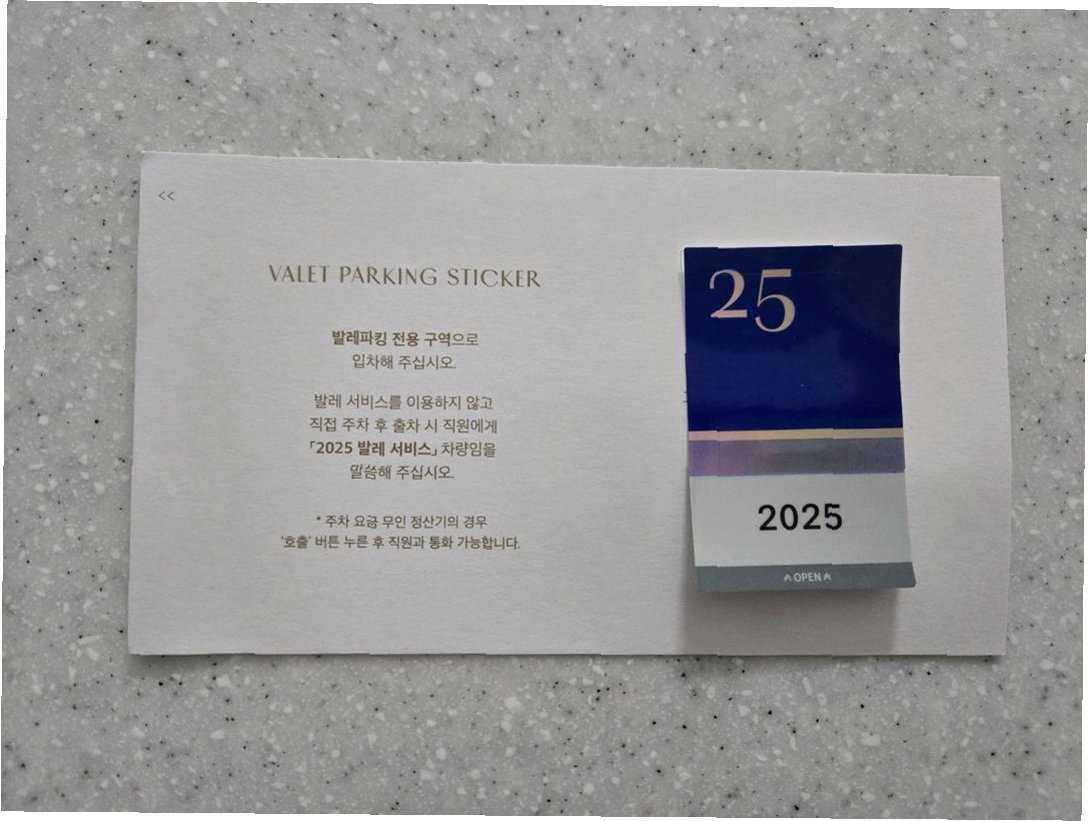 <<
VALET PARKING STICKER
발레파킹 전용 구역으로
입차해 주십시오.
발레 서비스를 이용하지 않고
직접 주차 후 출차 시 직원에게
「2025 발레 서비스」 차량임을
말씀해 주십시오.
* 주차 요금 무인 정산기의 경우
'호출' 버튼 누른 후 직원과 통화 가능합니다.
25
2025
OPEN